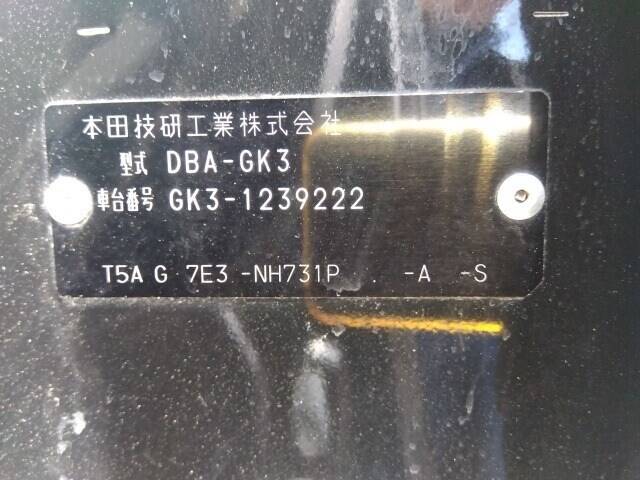 本田技研工業株式会社
型式 DBA-GK3
車台番号 GK3-1239222
T5A G 7E3 -NH731P . -A -S